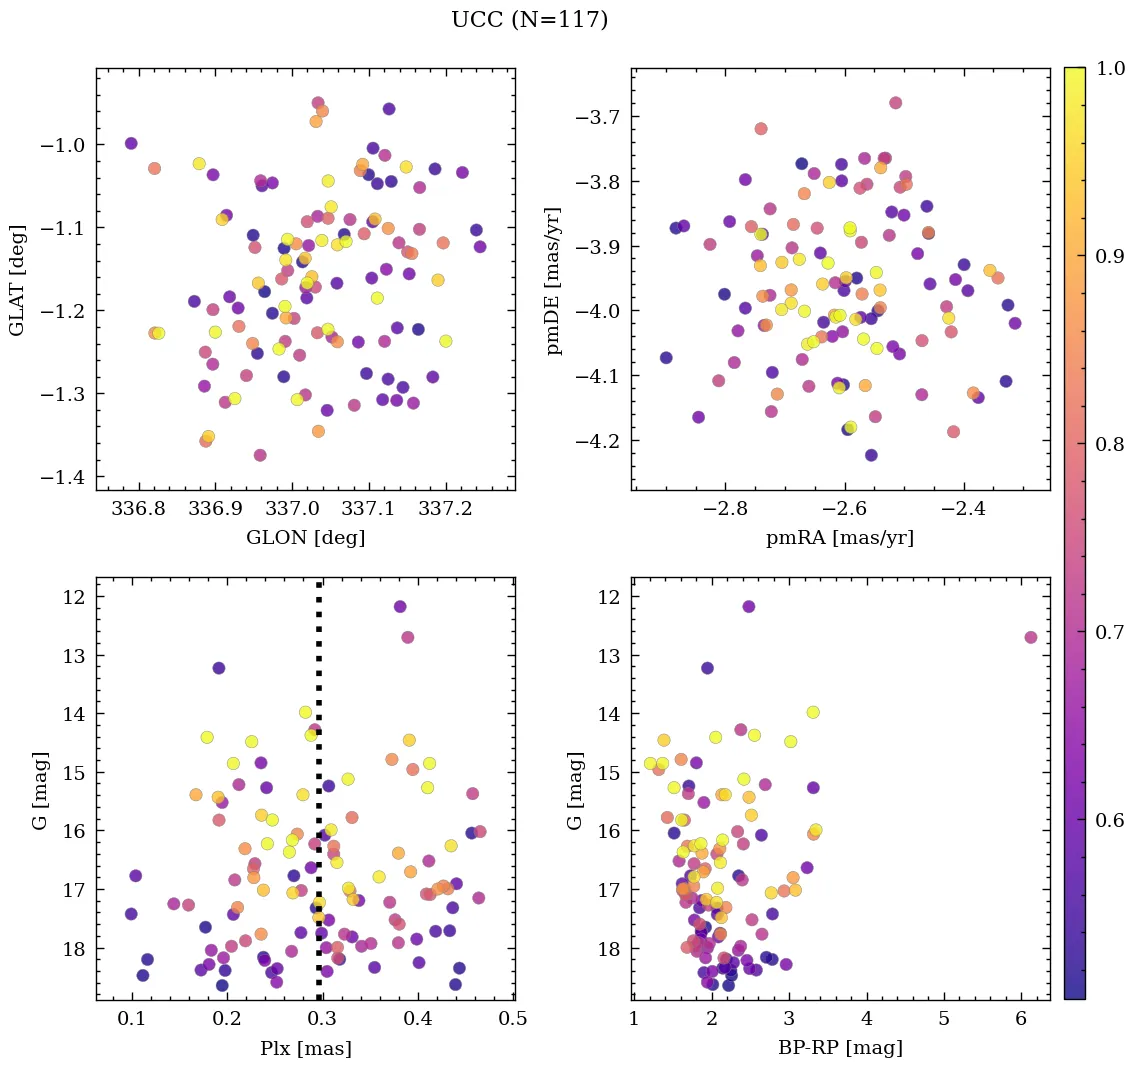 UCC (N=117)
−1.0
−1.1
−1.2
−1.3
−1.4
GLAT [deg]
336.8 336.9 337.0 337.1 337.2
GLON [deg]
−3.7
−3.8
−3.9
−4.0
−4.1
−4.2
pmDE [mas/yr]
−2.8 −2.6 −2.4
pmRA [mas/yr]
1.0
0.9
0.8
0.7
0.6
12
13
14
15
16
17
18
G [mag]
0.1 0.2 0.3 0.4 0.5
Plx [mas]
12
13
14
15
16
17
18
G [mag]
1 2 3 4 5 6
BP-RP [mag]